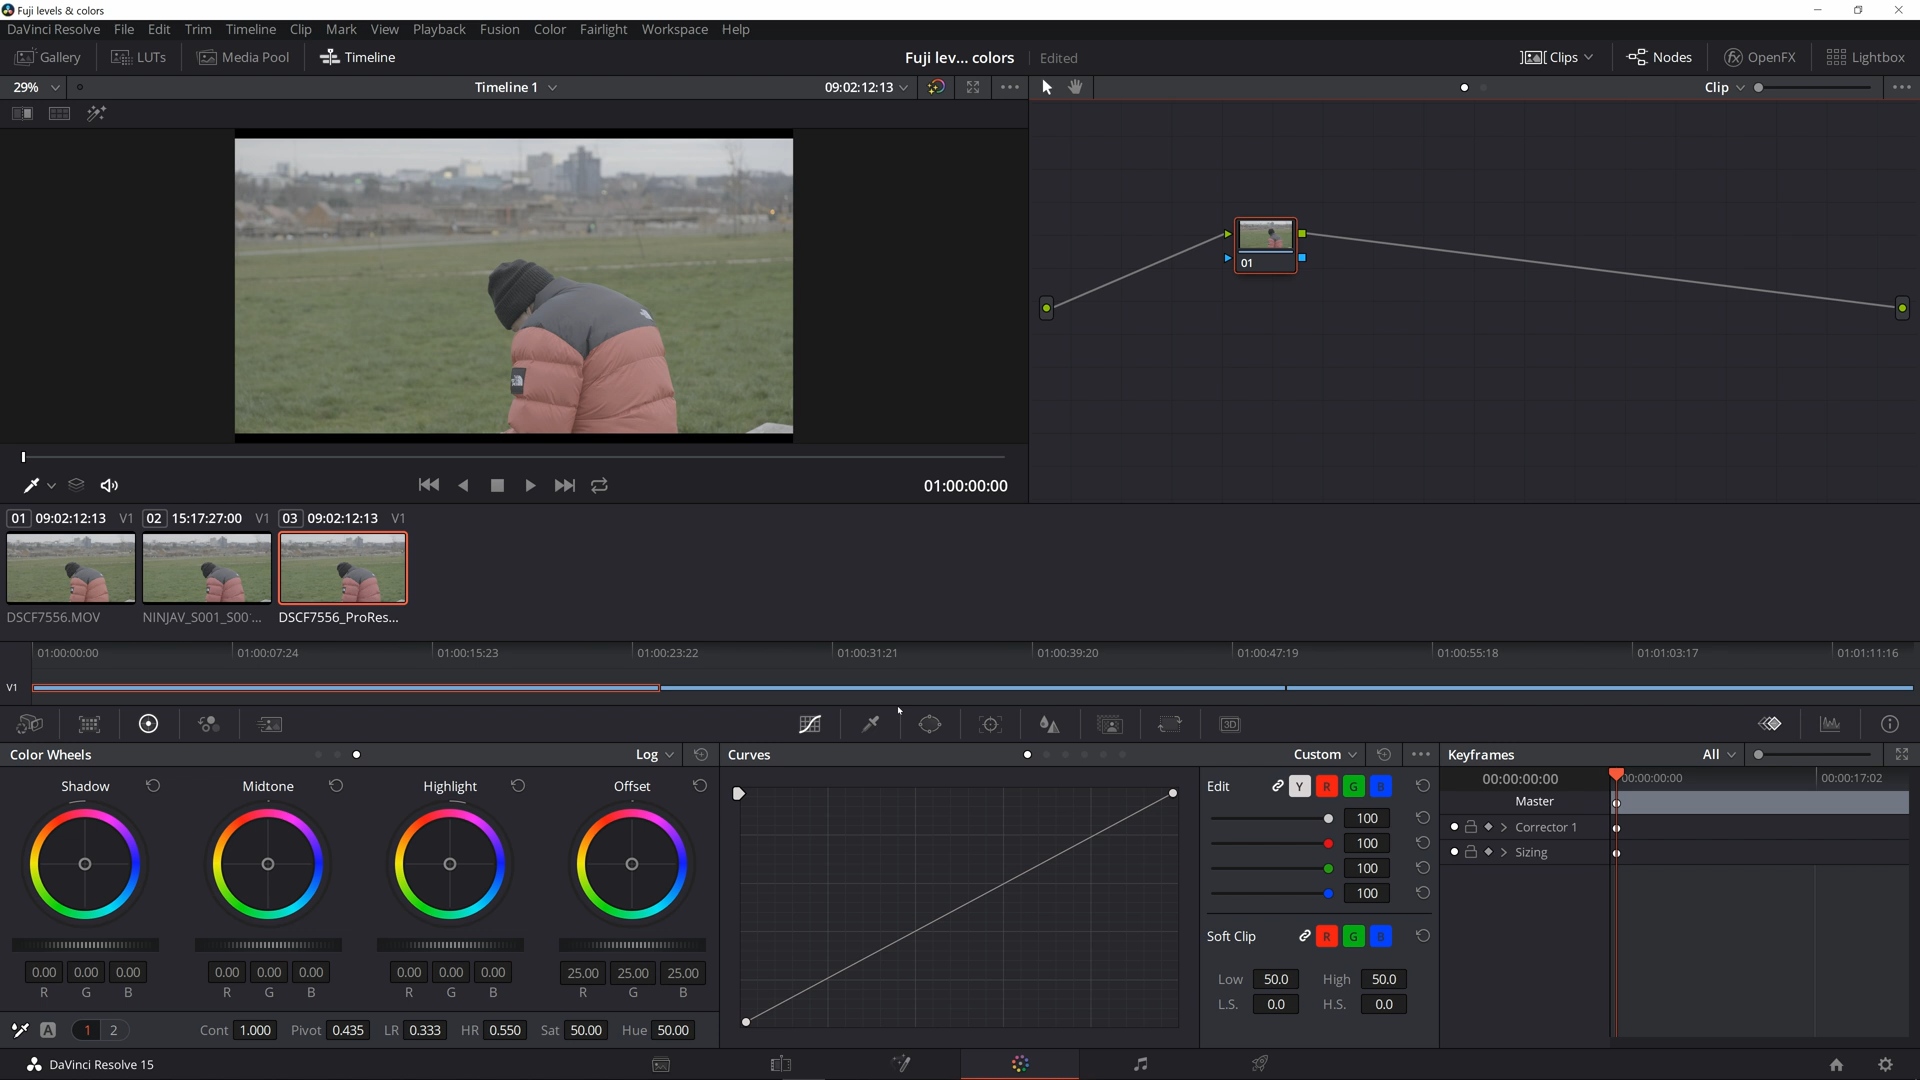 Fuji levels & colors
DaVinci Resolve File Edit Trim Timeline Clip Mark View Playback Fusion Color Fairlight Workspace Help
Gallery LUTs Media Pool Timeline Fuji lev... colors Edited Clips Nodes OpenFX Lightbox
29% Timeline 1 09:02:12:13 Clip
01
01:00:00:00
01 09:02:12:13 V1 02 15:17:27:00 V1 03 09:02:12:13 V1
DSCF7556.MOV NINJAV_S001_S00... DSCF7556_ProRes...
01:00:00:00 01:00:07:24 01:00:15:23 01:00:23:22 01:00:31:21 01:00:39:20 01:00:47:19 01:00:55:18 01:01:03:17 01:01:11:16
V1
3D
Color Wheels Log Curves Custom Keyframes All
Shadow Midtone Highlight Offset Edit Y R G B 00:00:00:00 00:00:00:00 00:00:17:02
Master
100
Corrector 1
100
Sizing
100
100
Soft Clip R G B
0.00 0.00 0.00 0.00 0.00 0.00 0.00 0.00 0.00 25.00 25.00 25.00
R G B R G B R G B R G B
Low 50.0 High 50.0
L.S. 0.0 H.S. 0.0
A 1 2 Cont 1.000 Pivot 0.435 LR 0.333 HR 0.550 Sat 50.00 Hue 50.00
DaVinci Resolve 15